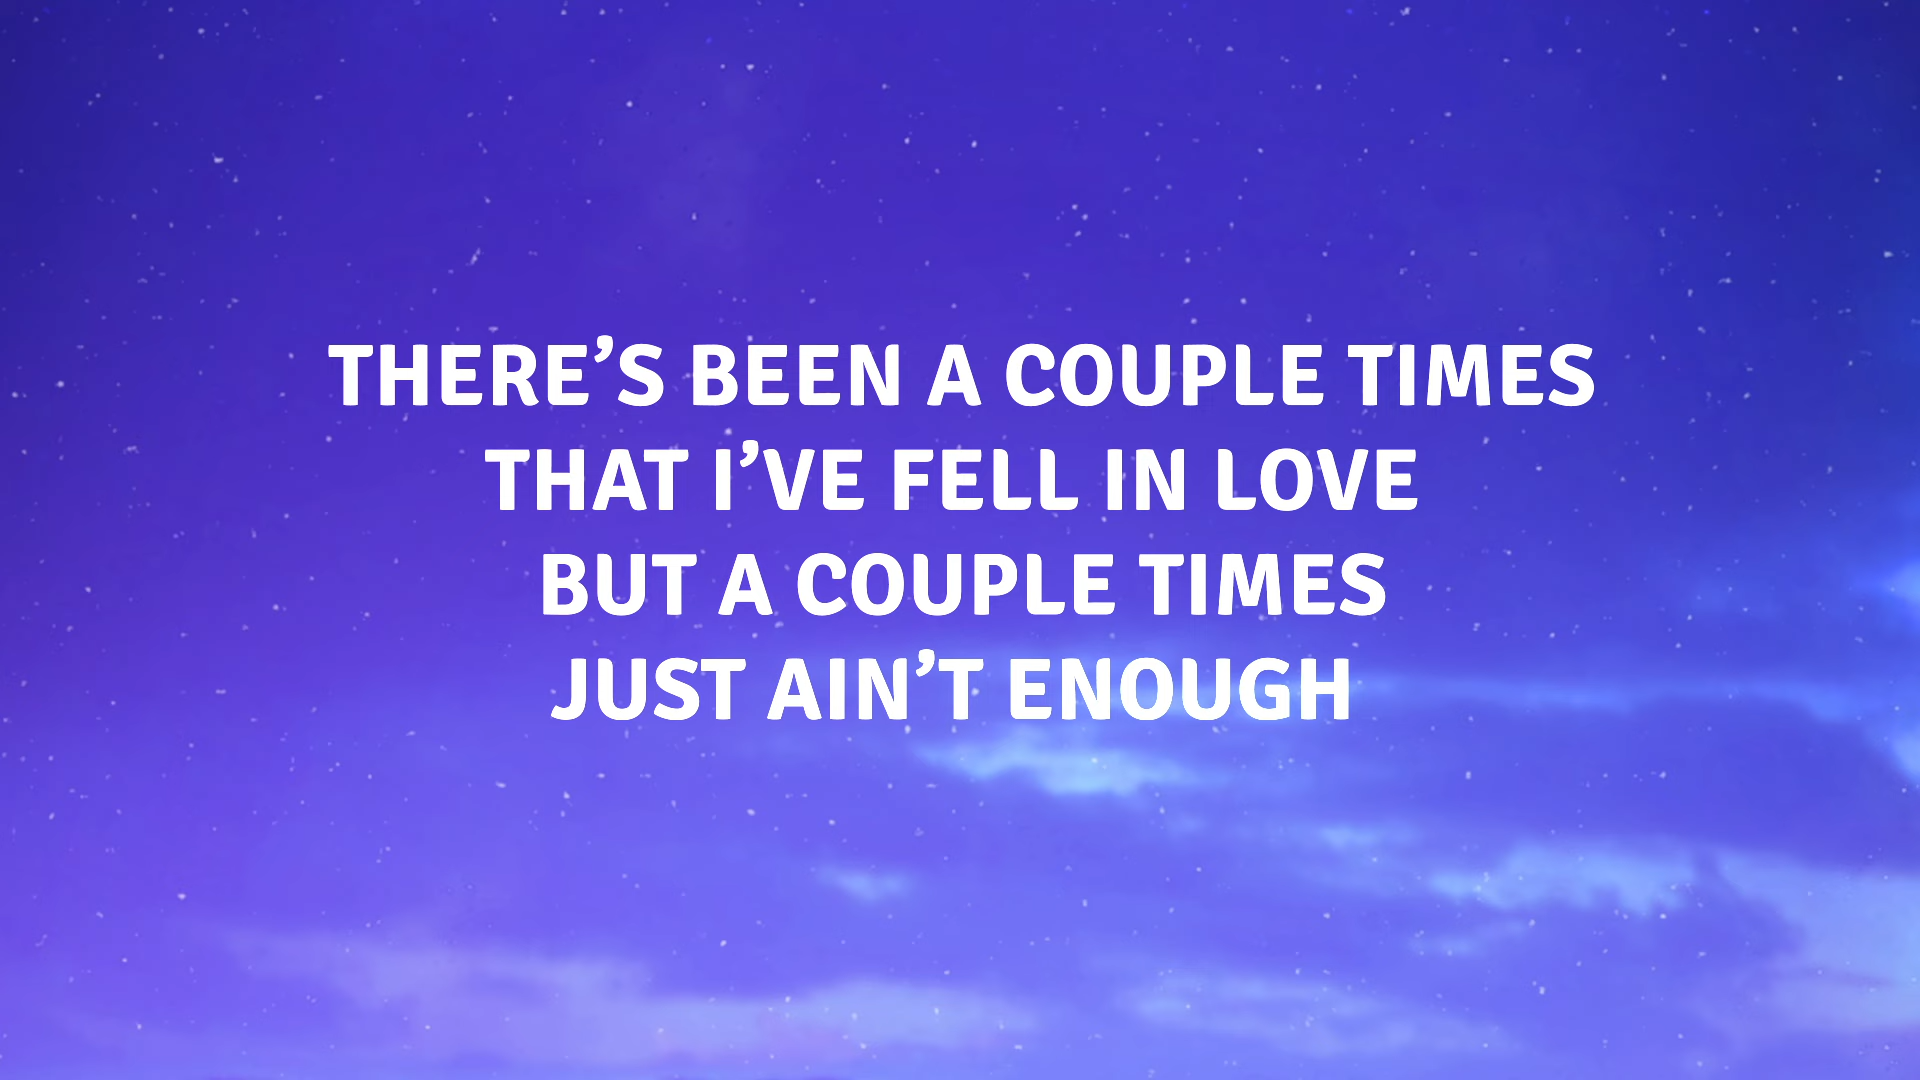 THERE’S BEEN A COUPLE TIMES
THAT I’VE FELL IN LOVE
BUT A COUPLE TIMES
JUST AIN’T ENOUGH